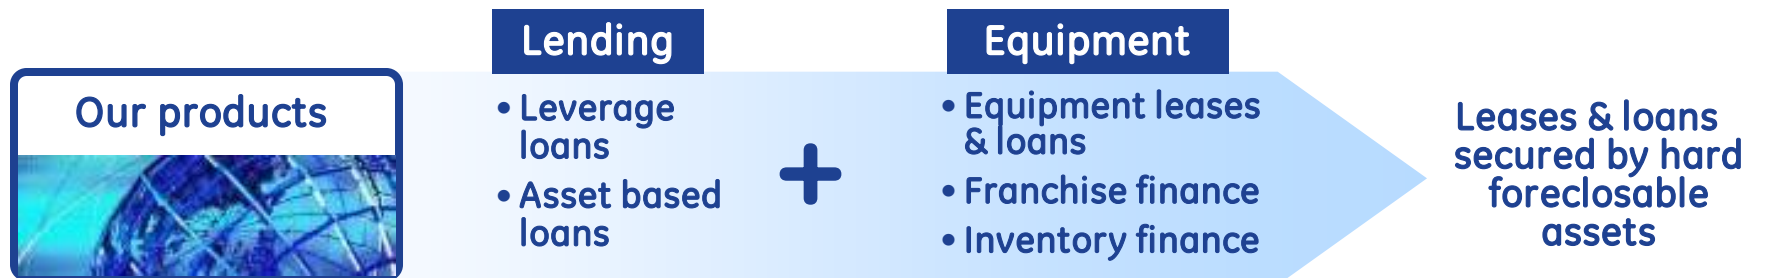 Our products
Lending
• Leverage
loans
• Asset based
loans
+
Equipment
• Equipment leases
& loans
• Franchise finance
• Inventory finance
Leases & loans
secured by hard
foreclosable
assets